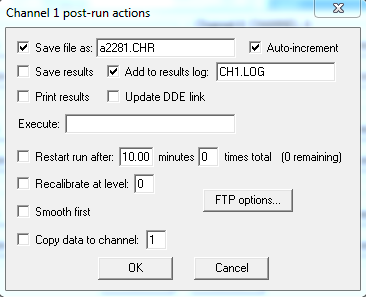 Channel 1 post-run actions
Save file as: a2281.CHR Auto-increment
Save results Add to results log: CH1.LOG
Print results Update DDE link
Execute:
Restart run after: 10.00 minutes 0 times total (0 remaining)
Recalibrate at level: 0
FTP options...
Smooth first
Copy data to channel: 1
OK Cancel